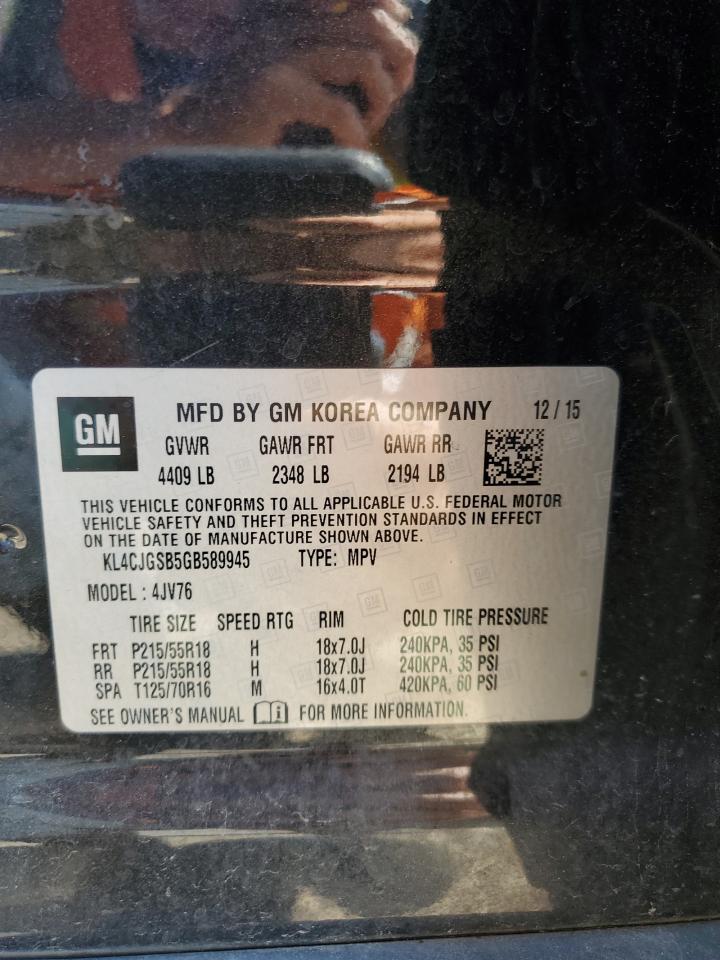 GM MFD BY GM KOREA COMPANY 12 / 15
GVWR GAWR FRT GAWR RR
4409 LB 2348 LB 2194 LB
THIS VEHICLE CONFORMS TO ALL APPLICABLE U.S. FEDERAL MOTOR
VEHICLE SAFETY AND THEFT PREVENTION STANDARDS IN EFFECT
ON THE DATE OF MANUFACTURE SHOWN ABOVE.
KL4CJGSB5GB589945 TYPE: MPV
MODEL : 4JV76
TIRE SIZE SPEED RTG RIM COLD TIRE PRESSURE
FRT P215/55R18 H 18x7.0J 240KPA, 35 PSI
RR P215/55R18 H 18x7.0J 240KPA, 35 PSI
SPA T125/70R16 M 16x4.0T 420KPA, 60 PSI
SEE OWNER'S MANUAL FOR MORE INFORMATION.